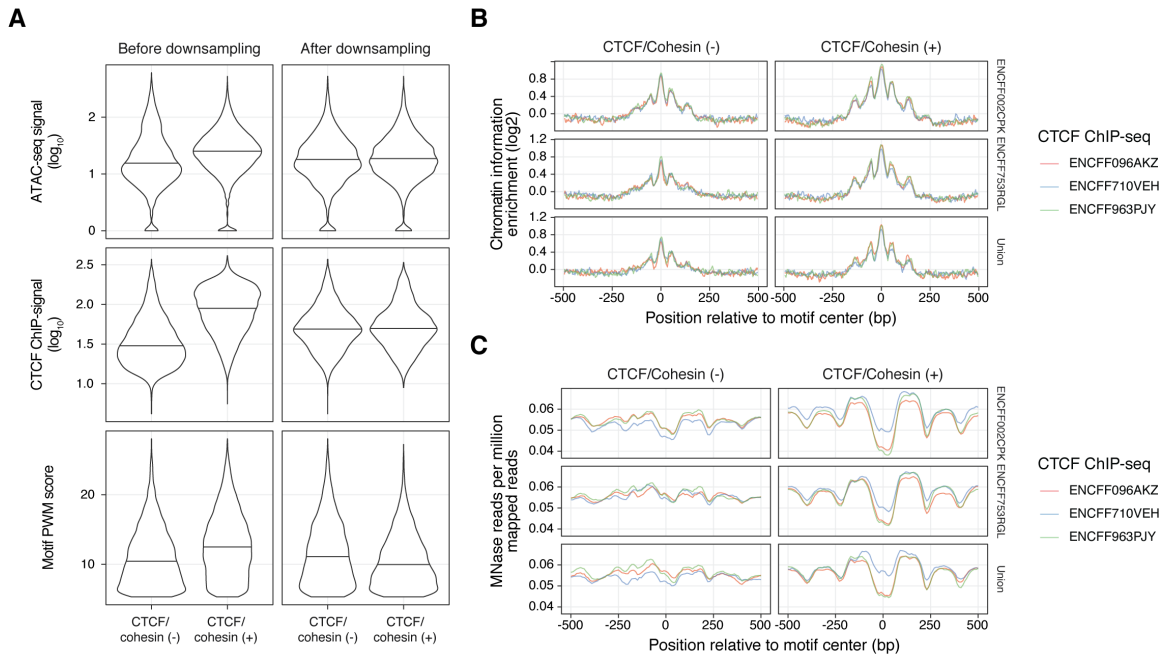 A
Before downsampling
After downsampling
ATAC-seq signal
(log10)
2
1
0
CTCF ChIP-signal
(log10)
2.5
2.0
1.5
1.0
Motif PWM score
20
10
CTCF/
cohesin (-)
CTCF/
cohesin (+)
CTCF/
cohesin (-)
CTCF/
cohesin (+)
B
CTCF/Cohesin (-)
CTCF/Cohesin (+)
Chromatin information
enrichment (log2)
0.8
0.4
0.0
ENCFF002CPK
1.2
0.8
0.4
0.0
ENCFF753RGL
1.2
0.8
0.4
0.0
Union
-500
-250
0
250
500
-500
-250
0
250
500
Position relative to motif center (bp)
CTCF ChIP-seq
ENCFF096AKZ
ENCFF710VEH
ENCFF963PJY
C
CTCF/Cohesin (-)
CTCF/Cohesin (+)
MNase reads per million
mapped reads
0.06
0.05
0.04
ENCFF002CPK
0.06
0.05
0.04
ENCFF753RGL
0.06
0.05
0.04
Union
-500
-250
0
250
500
-500
-250
0
250
500
Position relative to motif center (bp)
CTCF ChIP-seq
ENCFF096AKZ
ENCFF710VEH
ENCFF963PJY